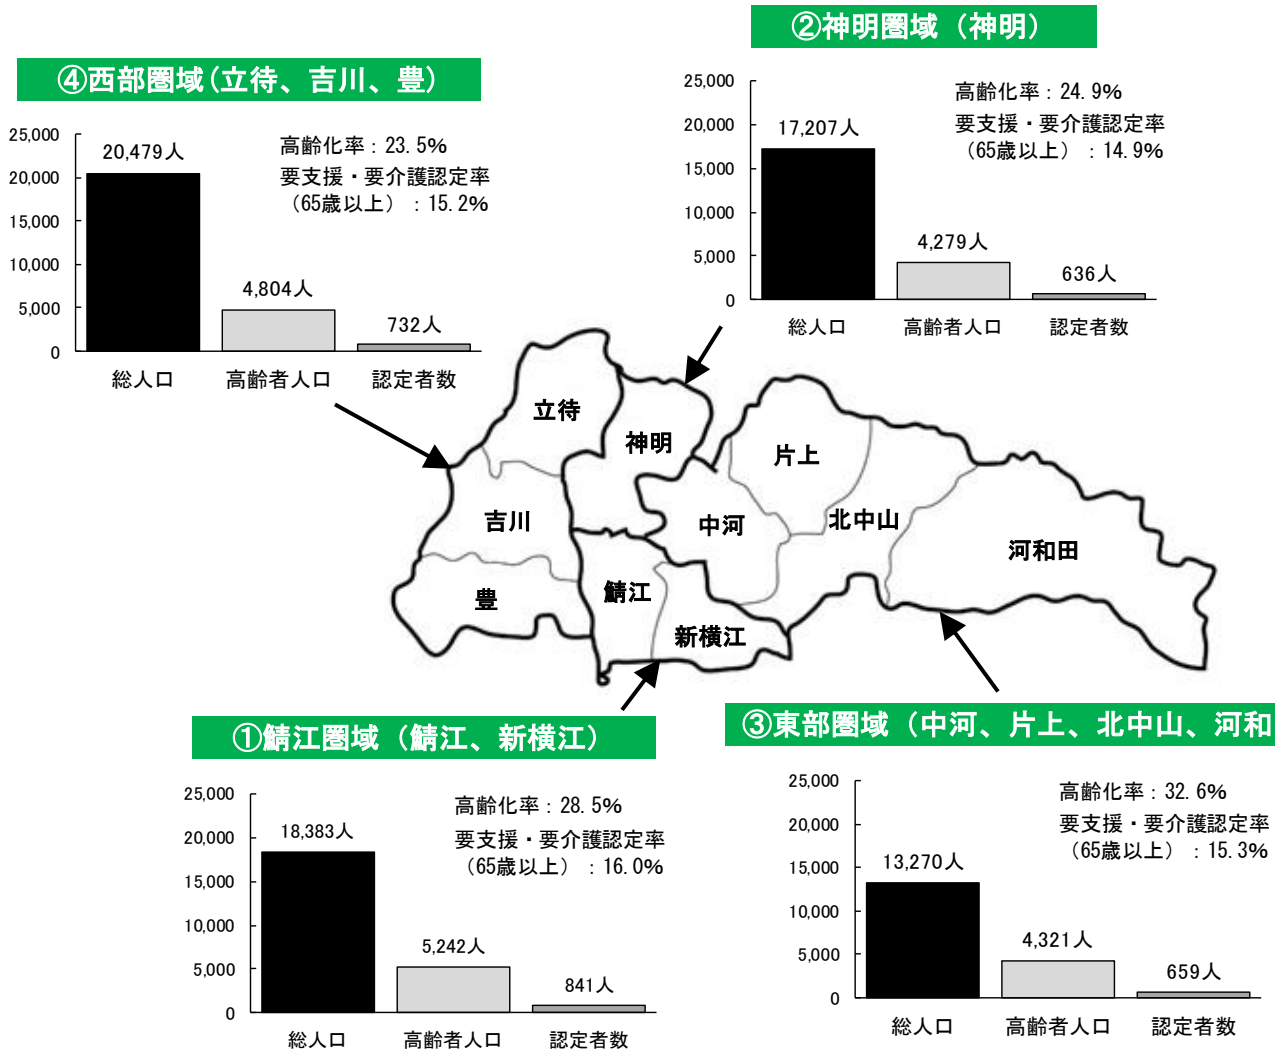 ②神明圏域（神明）
④西部圏域(立待、吉川、豊)
25,000
20,000
15,000
10,000
5,000
0
20,479人
4,804人
732人
高齢化率：23.5%
要支援・要介護認定率
（65歳以上）：15.2%
総人口
高齢者人口
認定者数
25,000
20,000
15,000
10,000
5,000
0
17,207人
4,279人
636人
高齢化率：24.9%
要支援・要介護認定率
（65歳以上）：14.9%
総人口
高齢者人口
認定者数
立待
神明
片上
吉川
中河
北中山
河和田
豊
鯖江
新横江
①鯖江圏域（鯖江、新横江）
25,000
20,000
15,000
10,000
5,000
0
18,383人
5,242人
841人
高齢化率：28.5%
要支援・要介護認定率
（65歳以上）：16.0%
総人口
高齢者人口
認定者数
③東部圏域（中河、片上、北中山、河和
25,000
20,000
15,000
10,000
5,000
0
13,270人
4,321人
659人
高齢化率：32.6%
要支援・要介護認定率
（65歳以上）：15.3%
総人口
高齢者人口
認定者数